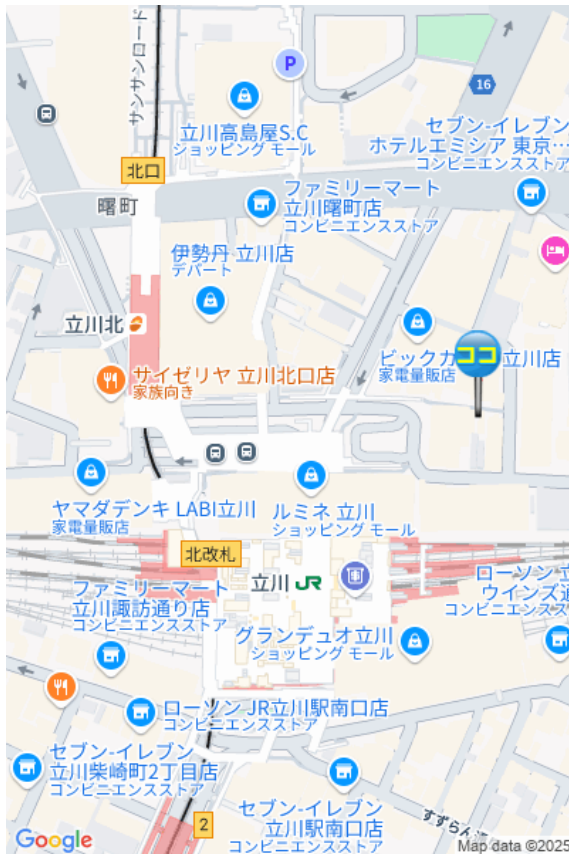 サンサンロード
P
16
立川高島屋S.C
ショッピング モール
セブン-イレブン
ホテルエミシア 東京…
コンビニエンスストア
北口
曙町
ファミリーマート
立川曙町店
コンビニエンスストア
伊勢丹 立川店
デパート
立川北
ココ
ビックカ
立川店
家電量販店
サイゼリヤ 立川北口店
家族向き
ヤマダデンキ LABI立川
家電量販店
ルミネ 立川
ショッピング モール
北改札
立川 JR
ファミリーマート
立川諏訪通り店
コンビニエンスストア
ローソン 立
ウインズ通
コンビニエンスス
グランデュオ立川
ショッピング モール
ローソン JR立川駅南口店
コンビニエンスストア
セブン-イレブン
立川柴崎町2丁目店
コンビニエンスストア
2
セブン-イレブン
立川駅南口店
コンビニエンスストア
すずらん
Google
Map data ©2025